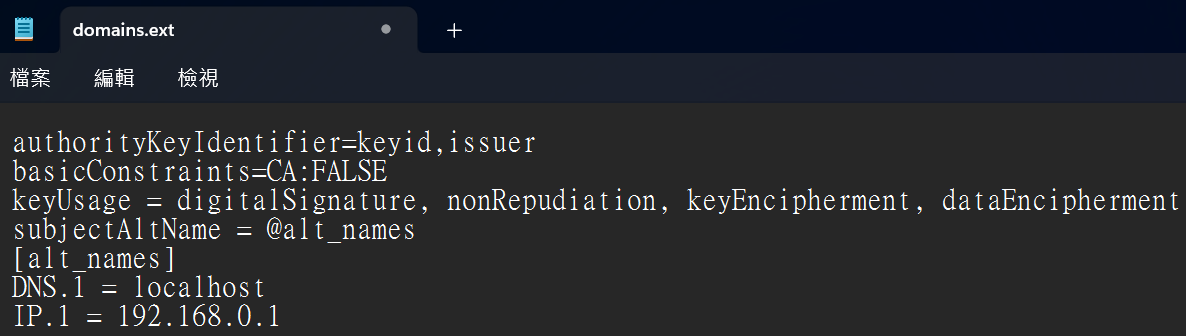 domains.ext
檔案 編輯 檢視
authorityKeyIdentifier=keyid,issuer
basicConstraints=CA:FALSE
keyUsage = digitalSignature, nonRepudiation, keyEncipherment, dataEncipherment
subjectAltName = @alt_names
[alt_names]
DNS.1 = localhost
IP.1 = 192.168.0.1